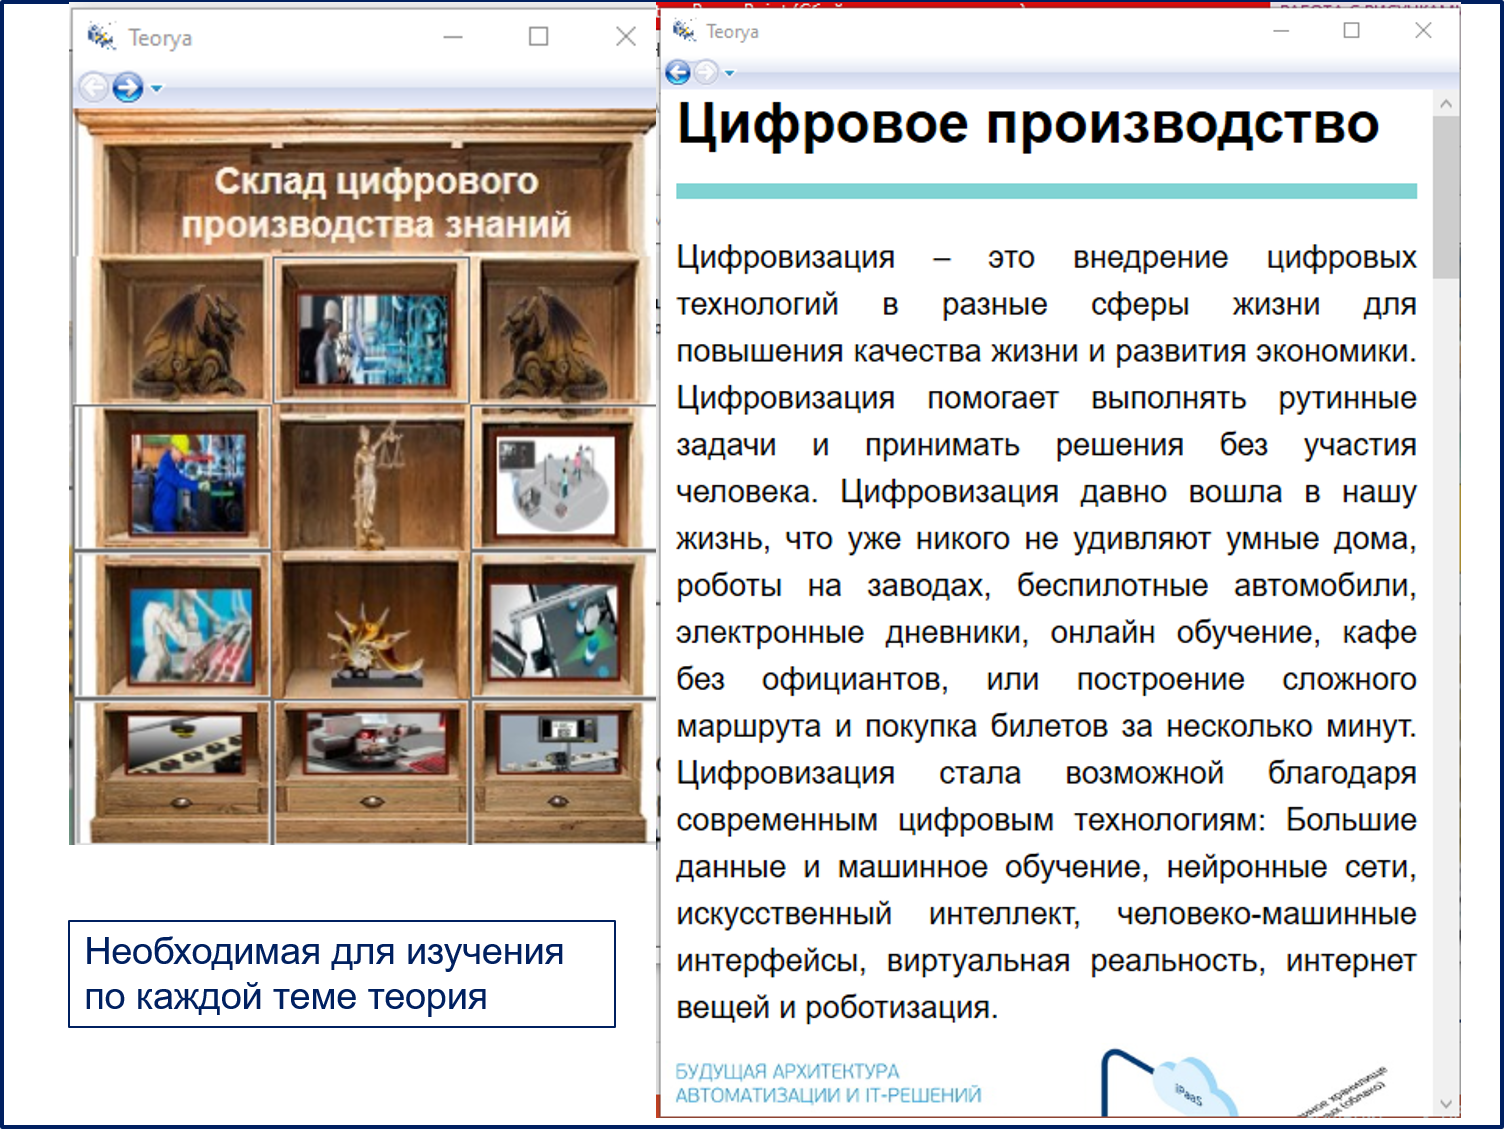 Teorya
Склад цифрового
производства знаний
Необходимая для изучения
по каждой теме теория
Teorya
Цифровое производство
Цифровизация – это внедрение цифровых
технологий в разные сферы жизни для
повышения качества жизни и развития экономики.
Цифровизация помогает выполнять рутинные
задачи и принимать решения без участия
человека. Цифровизация давно вошла в нашу
жизнь, что уже никого не удивляют умные дома,
роботы на заводах, беспилотные автомобили,
электронные дневники, онлайн обучение, кафе
без официантов, или построение сложного
маршрута и покупка билетов за несколько минут.
Цифровизация стала возможной благодаря
современным цифровым технологиям: Большие
данные и машинное обучение, нейронные сети,
искусственный интеллект, человеко-машинные
интерфейсы, виртуальная реальность, интернет
вещей и роботизация.
БУДУЩАЯ АРХИТЕКТУРА
АВТОМАТИЗАЦИИ И IT-РЕШЕНИЙ
iPaaS
хранилище
(облако)